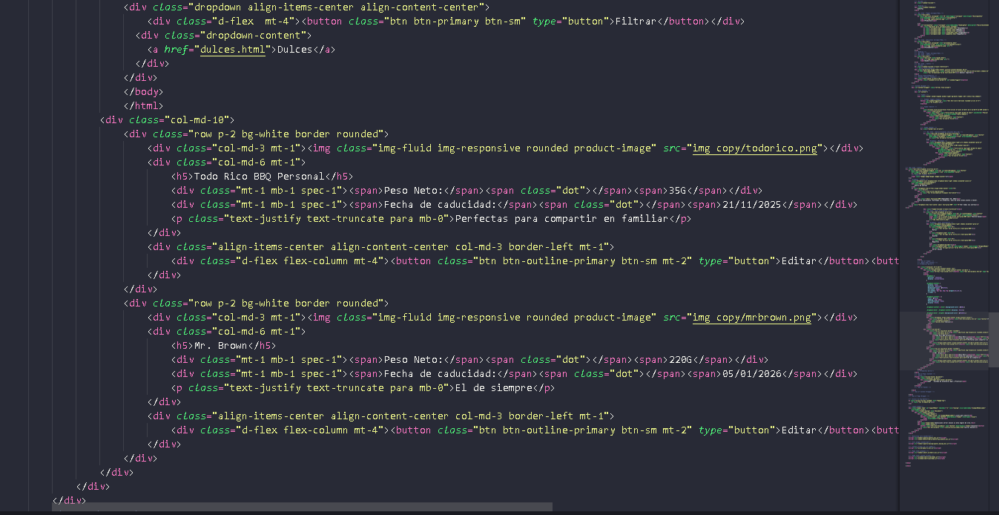 <div class="dropdown align-items-center align-content-center">
<div class="d-flex  mt-4"><button class="btn btn-primary btn-sm" type="button">Filtrar</button></div>
<div class="dropdown-content">
<a href="dulces.html">Dulces</a>
</div>
</div>
</body>
</html>
<div class="col-md-10">
<div class="row p-2 bg-white border rounded">
<div class="col-md-3 mt-1"><img class="img-fluid img-responsive rounded product-image" src="img copy/todorico.png"></div>
<div class="col-md-6 mt-1">
<h5>Todo Rico BBQ Personal</h5>
<div class="mt-1 mb-1 spec-1"><span>Peso Neto:</span><span class="dot"></span><span>35G</span></div>
<div class="mt-1 mb-1 spec-1"><span>Fecha de caducidad:</span><span class="dot"></span><span>21/11/2025</span></div>
<p class="text-justify text-truncate para mb-0">Perfectas para compartir en familiar</p>
</div>
<div class="align-items-center align-content-center col-md-3 border-left mt-1">
<div class="d-flex flex-column mt-4"><button class="btn btn-outline-primary btn-sm mt-2" type="button">Editar</button><butt
</div>
</div>
<div class="row p-2 bg-white border rounded">
<div class="col-md-3 mt-1"><img class="img-fluid img-responsive rounded product-image" src="img copy/mrbrown.png"></div>
<div class="col-md-6 mt-1">
<h5>Mr. Brown</h5>
<div class="mt-1 mb-1 spec-1"><span>Peso Neto:</span><span class="dot"></span><span>220G</span></div>
<div class="mt-1 mb-1 spec-1"><span>Fecha de caducidad:</span><span class="dot"></span><span>05/01/2026</span></div>
<p class="text-justify text-truncate para mb-0">El de siempre</p>
</div>
<div class="align-items-center align-content-center col-md-3 border-left mt-1">
<div class="d-flex flex-column mt-4"><button class="btn btn-outline-primary btn-sm mt-2" type="button">Editar</button><butt
</div>
</div>
</div>
</div>
</div>